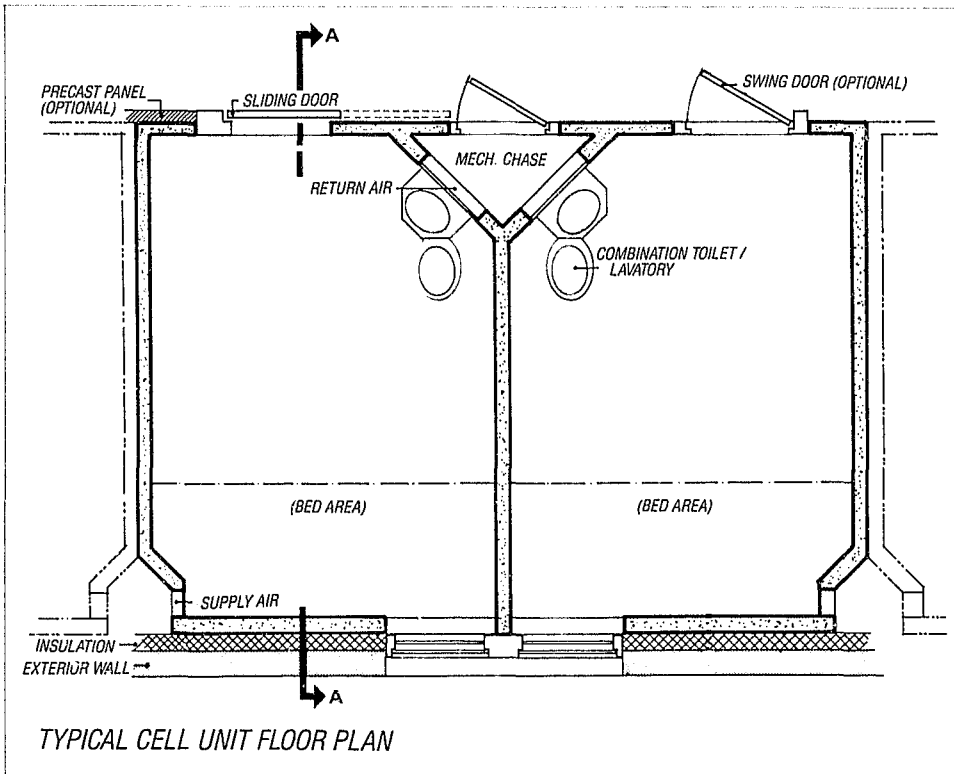 A
PRECAST PANEL
(OPTIONAL)
SLIDING DOOR
SWING DOOR (OPTIONAL)
MECH. CHASE
RETURN AIR
COMBINATION TOILET /
LAVATORY
(BED AREA)
(BED AREA)
SUPPLY AIR
INSULATION
EXTERIOR WALL
A
TYPICAL CELL UNIT FLOOR PLAN